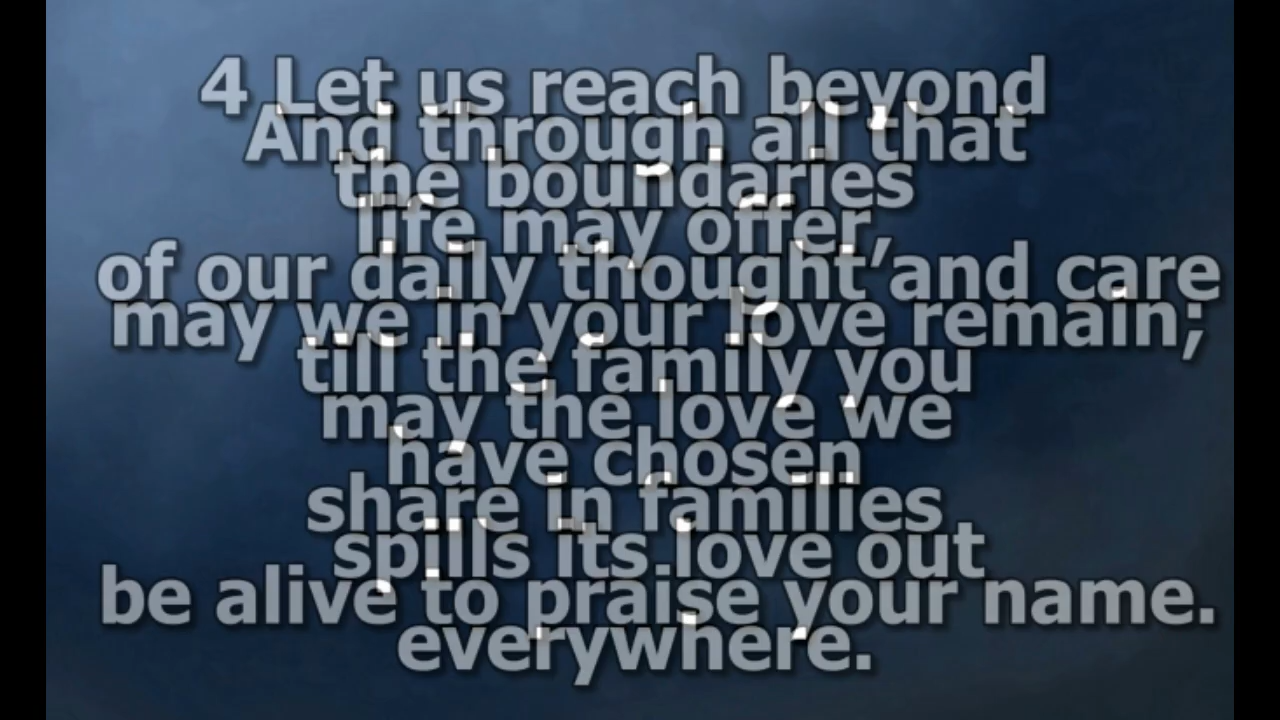 4 Let us reach beyond
And through all that
the boundaries
life may offer,
of our daily thought and care
may we in your love remain;
till the family you
may the love we
have chosen
share in families
spills its love out
be alive to praise your name.
everywhere.